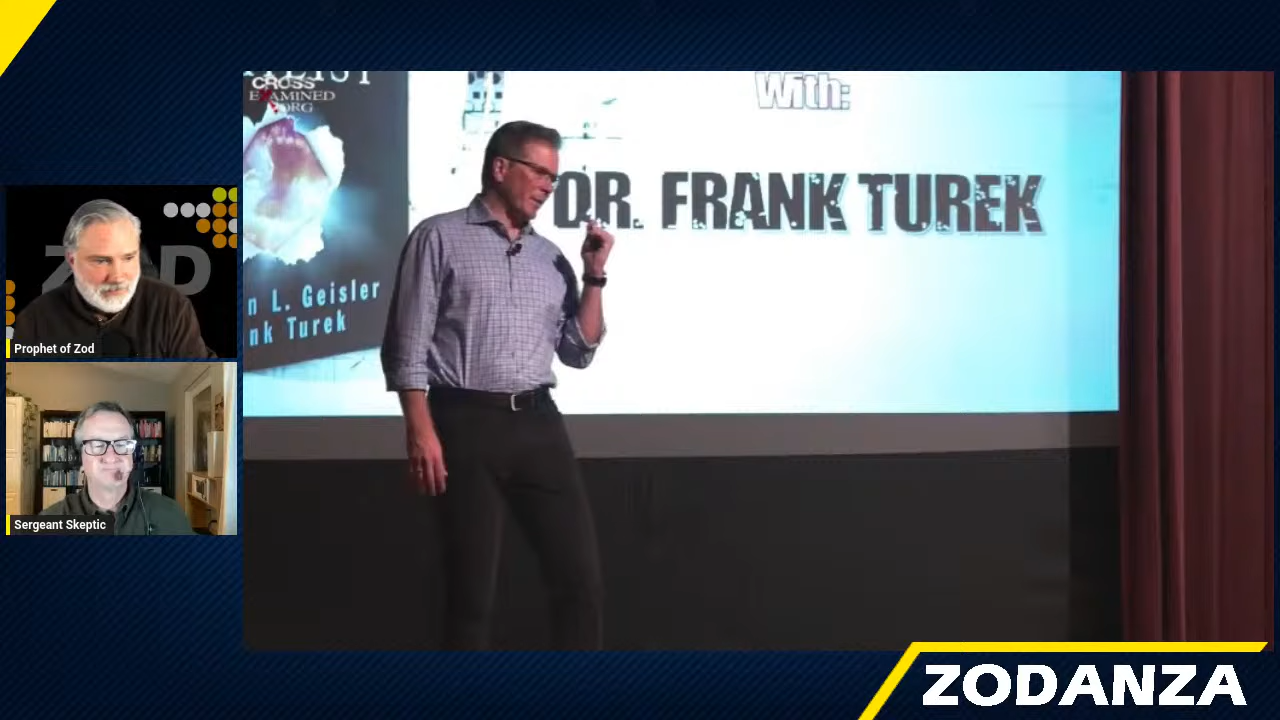 CROSS
EXAMINED
.ORG
With:
DR. FRANK TUREK
n L. Geisler
nk Turek
Prophet of Zod
Sergeant Skeptic
ZODANZA